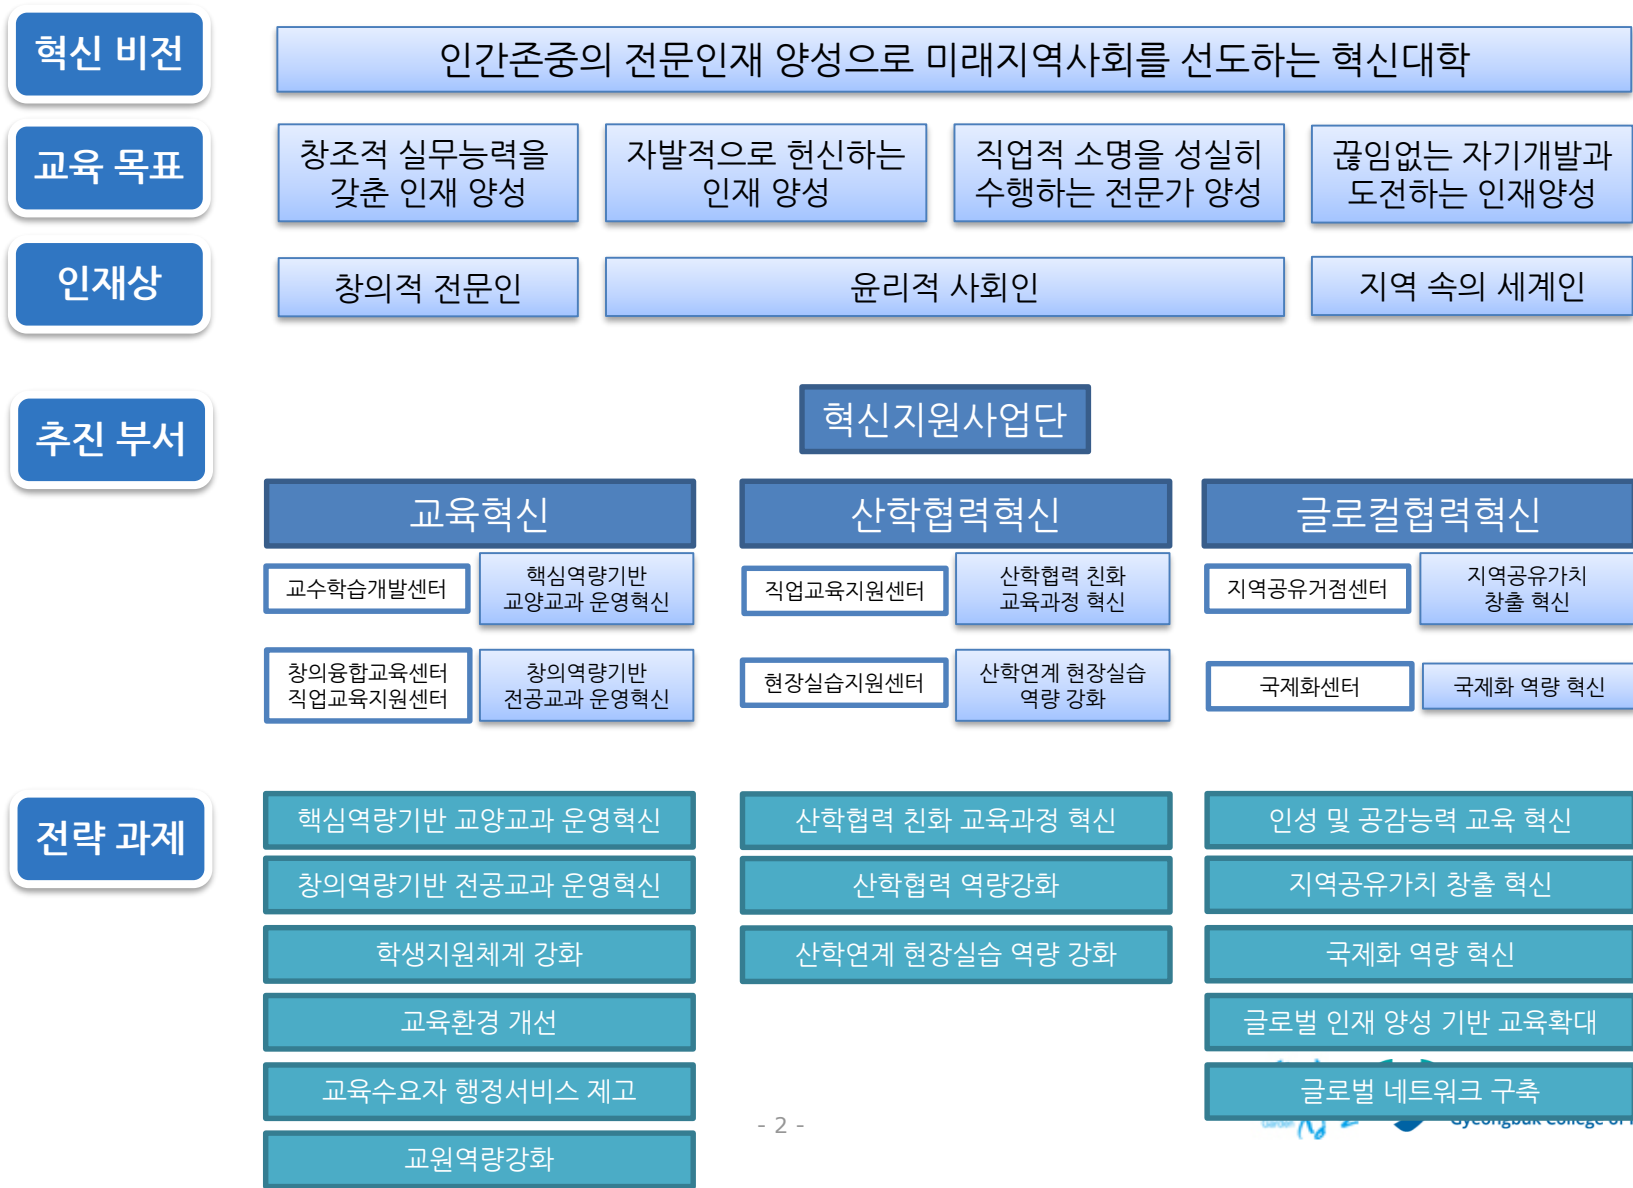 혁신 비전
인간존중의 전문인재 양성으로 미래지역사회를 선도하는 혁신대학
교육 목표
창조적 실무능력을
갖춘 인재 양성
자발적으로 헌신하는
인재 양성
직업적 소명을 성실히
수행하는 전문가 양성
끊임없는 자기개발과
도전하는 인재양성
인재상
창의적 전문인
윤리적 사회인
지역 속의 세계인
추진 부서
혁신지원사업단
교육혁신
산학협력혁신
글로컬협력혁신
교수학습개발센터
핵심역량기반
교양교과 운영혁신
직업교육지원센터
산학협력 친화
교육과정 혁신
지역공유거점센터
지역공유가치
창출 혁신
창의융합교육센터
직업교육지원센터
창의역량기반
전공교과 운영혁신
현장실습지원센터
산학연계 현장실습
역량 강화
국제화센터
국제화 역량 혁신
전략 과제
핵심역량기반 교양교과 운영혁신
산학협력 친화 교육과정 혁신
인성 및 공감능력 교육 혁신
창의역량기반 전공교과 운영혁신
산학협력 역량강화
지역공유가치 창출 혁신
학생지원체계 강화
산학연계 현장실습 역량 강화
국제화 역량 혁신
교육환경 개선
글로벌 인재 양성 기반 교육확대
교육수요자 행정서비스 제고
글로벌 네트워크 구축
교원역량강화
- 2 -
Garden
Gyeongbuk College of